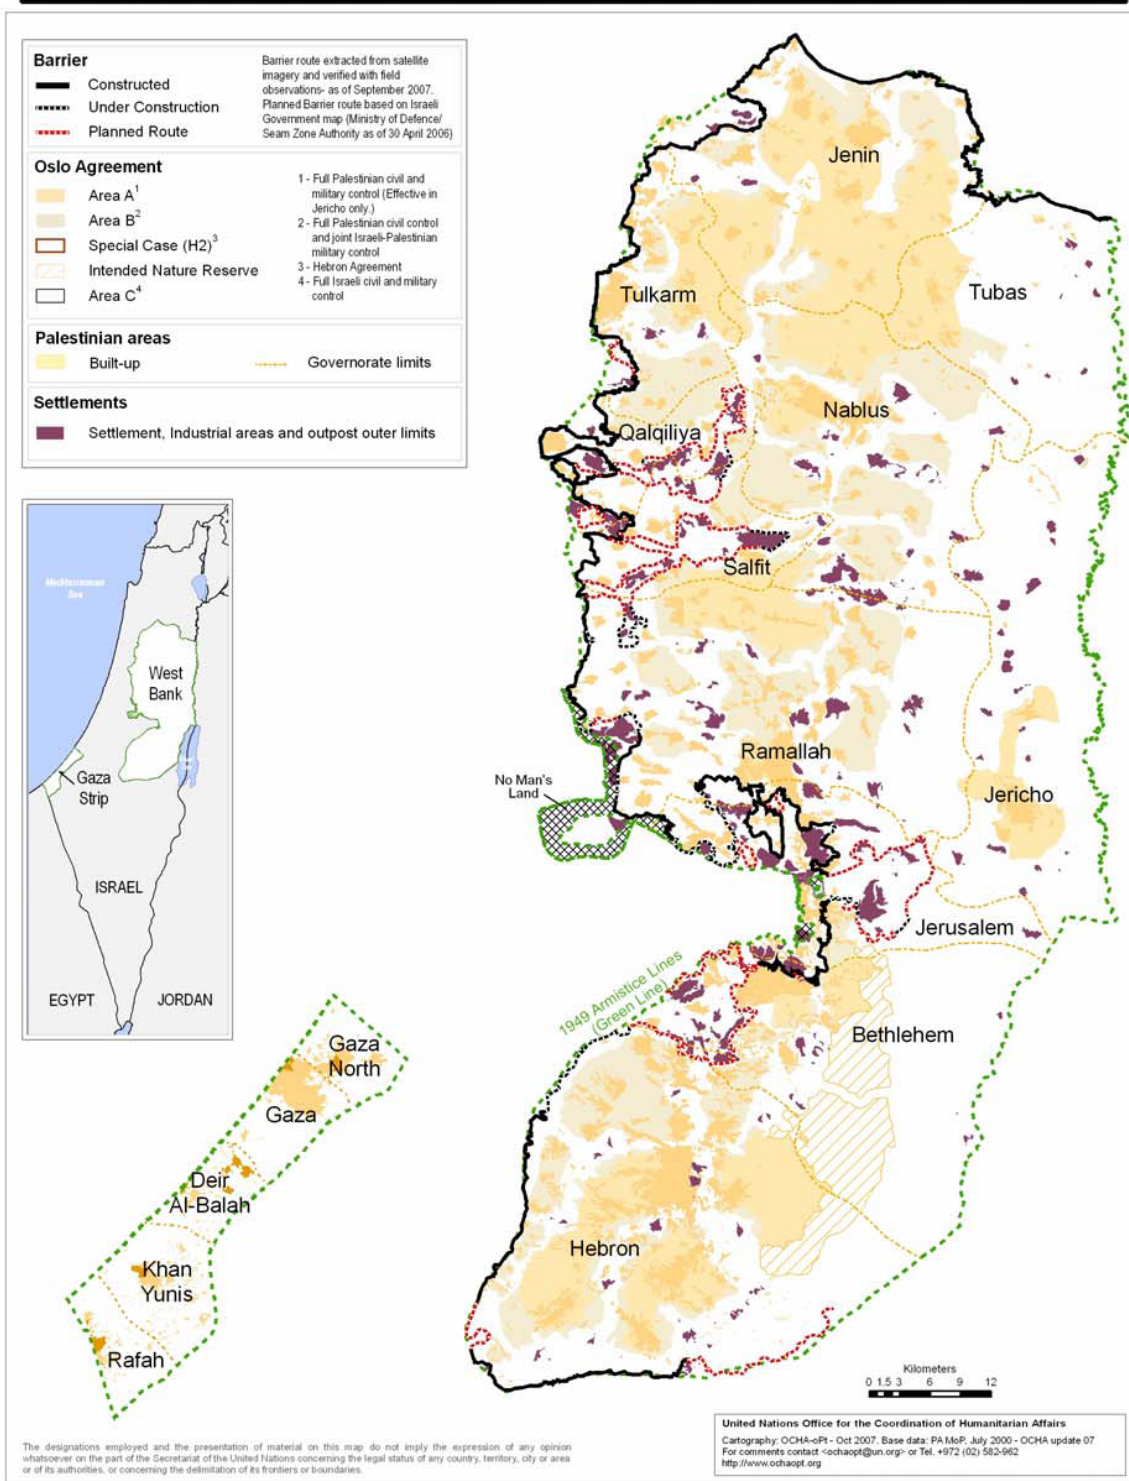 Barrier
Constructed
Under Construction
Planned Route
Barrier route extracted from satellite
imagery and verified with field
observations- as of September 2007.
Planned Barrier route based on Israeli
Government map (Ministry of Defence/
Seam Zone Authority as of 30 April 2006)
Oslo Agreement
Area A1
Area B2
Special Case (H2)3
Intended Nature Reserve
Area C4
1 - Full Palestinian civil and
military control (Effective in
Jericho only.)
2 - Full Palestinian civil control
and joint Israeli-Palestinian
military control
3 - Hebron Agreement
4 - Full Israeli civil and military
control
Palestinian areas
Built-up
Governorate limits
Settlements
Settlement, Industrial areas and outpost outer limits
Jenin
Tubas
Tulkarm
Nablus
Qalqiliya
Salfit
Ramallah
No Man's
Land
Jericho
Jerusalem
1949 Armistice Lines
(Green Line)
Bethlehem
Hebron
Mediterranean
Sea
West
Bank
Gaza
Strip
ISRAEL
EGYPT
JORDAN
Gaza
North
Gaza
Deir
Al-Balah
Khan
Yunis
Rafah
Kilometers
0 1.5 3 6 9 12
United Nations Office for the Coordination of Humanitarian Affairs
Cartography: OCHA-oPt - Oct 2007. Base data: PA MoP, July 2000 - OCHA update 07
For comments contact <ochaopt@un.org> or Tel. +972 (02) 582-962
http://www.ochaopt.org
The designations employed and the presentation of material on this map do not imply the expression of any opinion
whatsoever on the part of the Secretariat of the United Nations concerning the legal status of any country, territory, city or area
or of its authorities, or concerning the delimitation of its frontiers or boundaries.